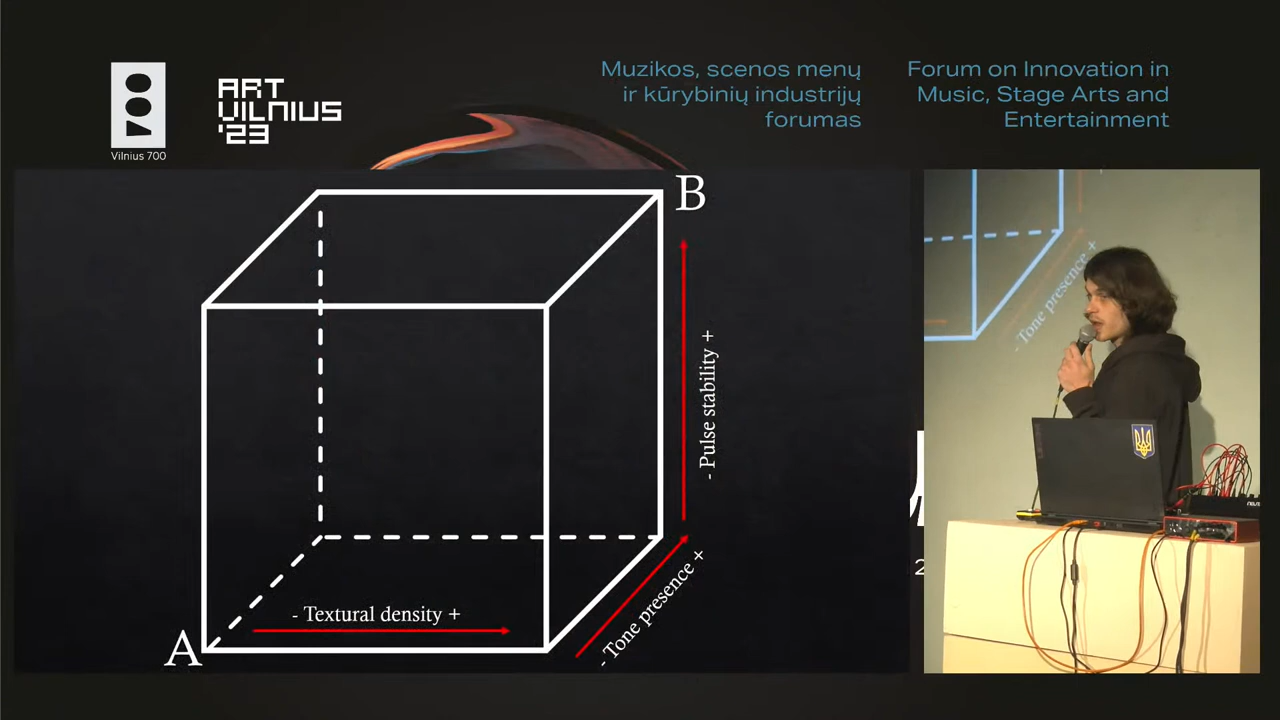 Vilnius 700
ART
VILNIUS
'23
Muzikos, scenos menų
ir kūrybinių industrijų
forumas
Forum on Innovation in
Music, Stage Arts and
Entertainment
B
- Pulse stability +
- Tone presence +
- Textural density +
A
- Tone presence +
2